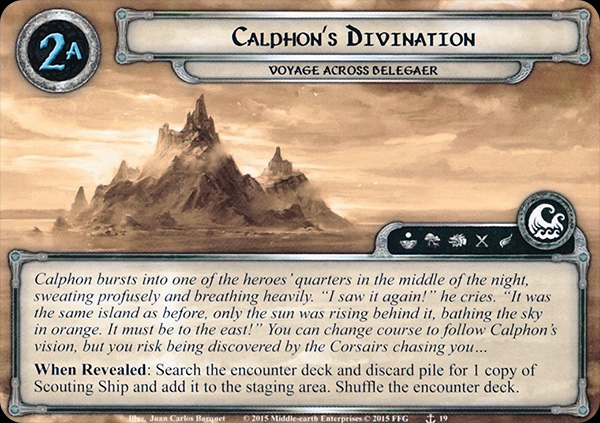 2A
Calphon's Divination
Voyage Across Belegaer
Calphon bursts into one of the heroes' quarters in the middle of the night,
sweating profusely and breathing heavily. "I saw it again!" he cries. "It was
the same island as before, only the sun was rising behind it, bathing the sky
in orange. It must be to the east!" You can change course to follow Calphon's
vision, but you risk being discovered by the Corsairs chasing you…
When Revealed: Search the encounter deck and discard pile for 1 copy of
Scouting Ship and add it to the staging area. Shuffle the encounter deck.
Illus. Juan Carlos Barquet © 2015 Middle-earth Enterprises © 2015 FFG 19